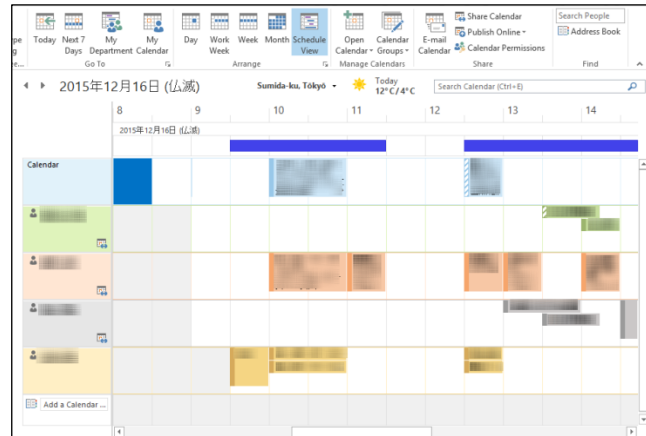 Today Next 7 Days My Department My Calendar
Go To
Day Work Week Week Month Schedule View
Arrange
Open Calendar Calendar Groups
Manage Calendars
E-mail Calendar Share Calendar
Publish Online
Calendar Permissions
Share
Search People
Address Book
Find
2015年12月16日 (仏滅)
Sumida-ku, Tōkyō
Today
12°C/4°C
Search Calendar (Ctrl+E)
8 9 10 11 12 13 14
2015年12月16日 (仏滅)
Calendar
Add a Calendar ...